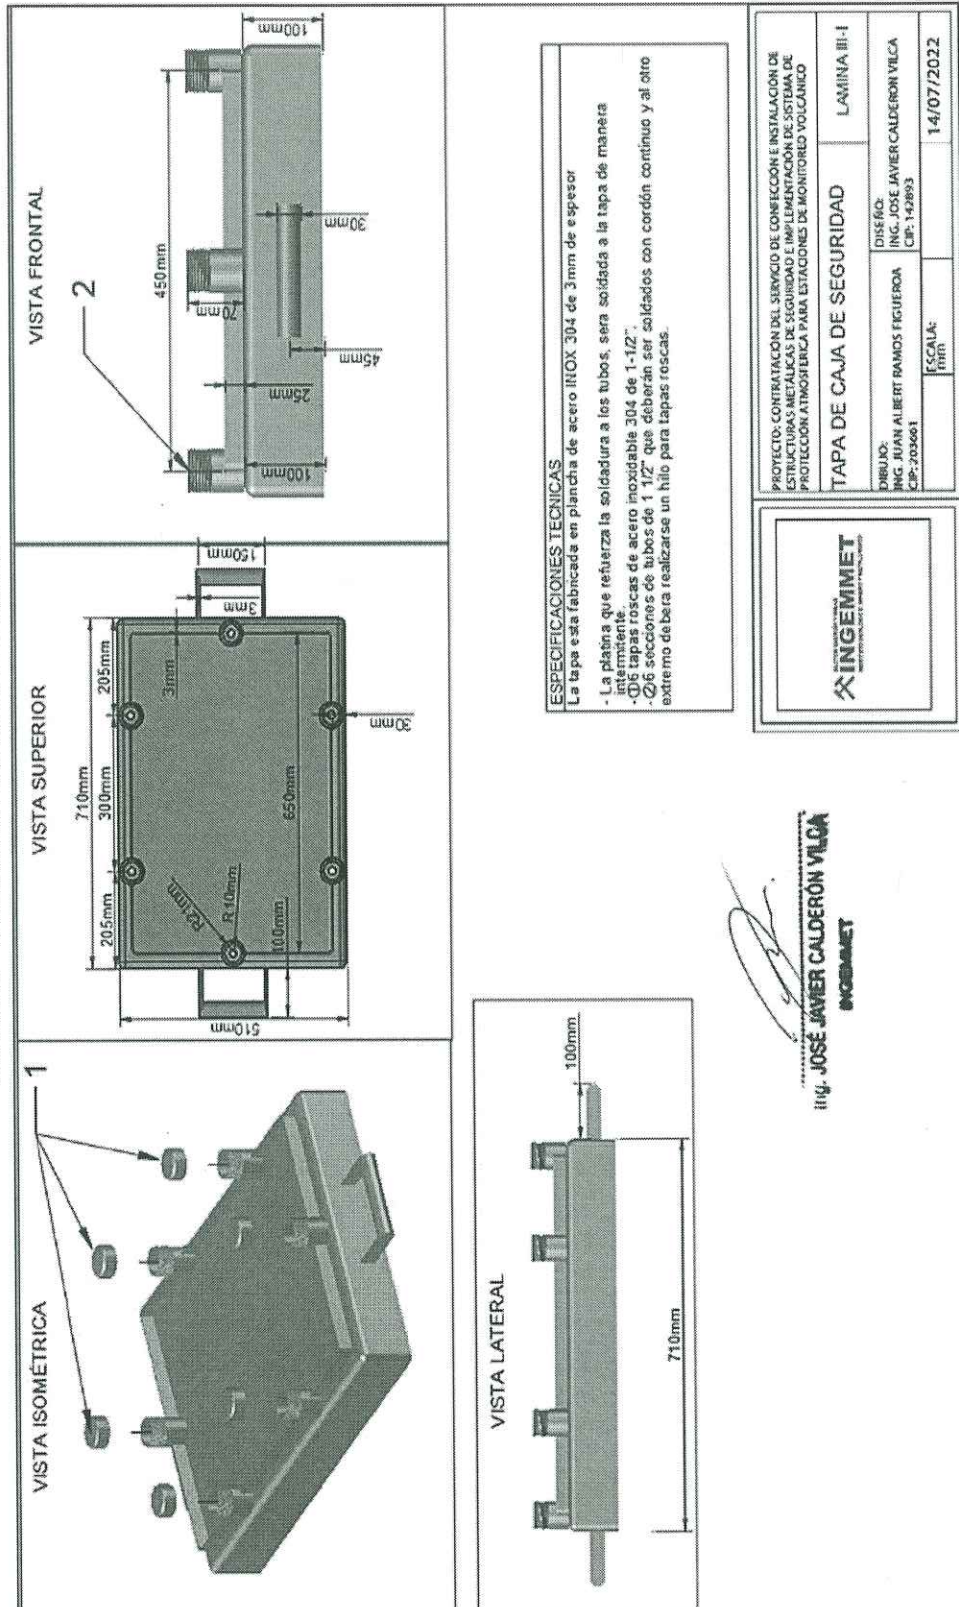 VISTA ISOMÉTRICA
1
VISTA SUPERIOR
710mm
205mm
300mm
205mm
3mm
R21mm
R 10mm
650mm
100mm
510mm
30mm
3mm
150mm
VISTA FRONTAL
2
450mm
70mm
25mm
100mm
100mm
30mm
45mm
VISTA LATERAL
100mm
710mm
ESPECIFICACIONES TECNICAS
La tapa esta fabricada en plancha de acero INOX 304 de 3mm de espesor
- La platina que refuerza la soldadura a los tubos, sera soldada a la tapa de manera
intermitente.
-①6 tapas roscas de acero inoxidable 304 de 1-1/2".
-②6 secciones de tubos de 1 1/2" que deberán ser soldados con cordón continuo y al otro
extremo debera realizarse un hilo para tapas roscas.
Ing. JOSÉ JAVIER CALDERÓN VILCA
INGEMMET
INGEMMET
PROYECTO: CONTRATACIÓN DEL SERVICIO DE CONFECCIÓN E INSTALACIÓN DE
ESTRUCTURAS METÁLICAS DE SEGURIDAD E IMPLEMENTACIÓN DE SISTEMA DE
PROTECCIÓN ATMOSFERICA PARA ESTACIONES DE MONITOREO VOLCÁNICO
TAPA DE CAJA DE SEGURIDAD
LAMINA III-I
DIBUJO:
ING. JUAN ALBERT RAMOS FIGUEROA
CIP: 203601
DISEÑO:
ING. JOSE JAVIER CALDERON VILCA
CIP: 142893
ESCALA:
mm
14/07/2022